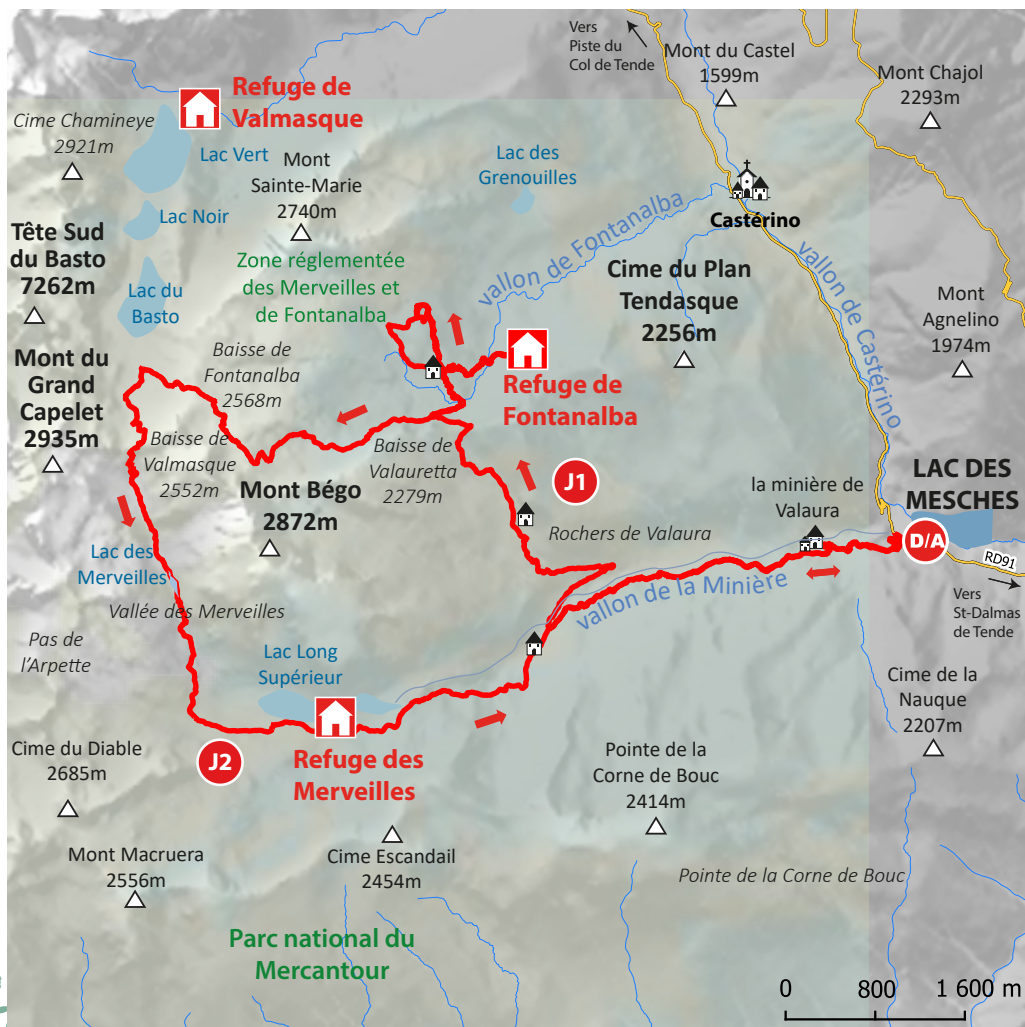 Vers
Piste du
Col de Tende
Mont du Castel
1599m
Mont Chajol
2293m
Refuge de
Valmasque
Cime Chamineye
2921m
Lac Vert
Mont
Sainte-Marie
2740m
Lac des
Grenouilles
Lac Noir
Castérino
Tête Sud
du Basto
7262m
Zone réglementée
des Merveilles et
de Fontanalba
vallon de Fontanalba
Cime du Plan
Tendasque
2256m
vallon de Castérino
Lac du
Basto
Mont
Agnelino
1974m
Mont du
Grand
Capelet
2935m
Baisse de
Fontanalba
2568m
Refuge de
Fontanalba
Baisse de
Valmasque
2552m
Baisse de
Valauretta
2279m
Mont Bégo
2872m
J1
la minière de
Valaura
LAC DES
MESCHES
Rochers de Valaura
D/A
RD91
Lac des
Merveilles
Vallée des Merveilles
vallon de la Minière
Vers
St-Dalmas
de Tende
Pas de
l'Arpette
Lac Long
Supérieur
Cime de la
Nauque
2207m
Cime du Diable
2685m
J2
Refuge des
Merveilles
Pointe de la
Corne de Bouc
2414m
Mont Macruera
2556m
Cime Escandail
2454m
Pointe de la Corne de Bouc
Parc national du
Mercantour
0 800 1 600 m